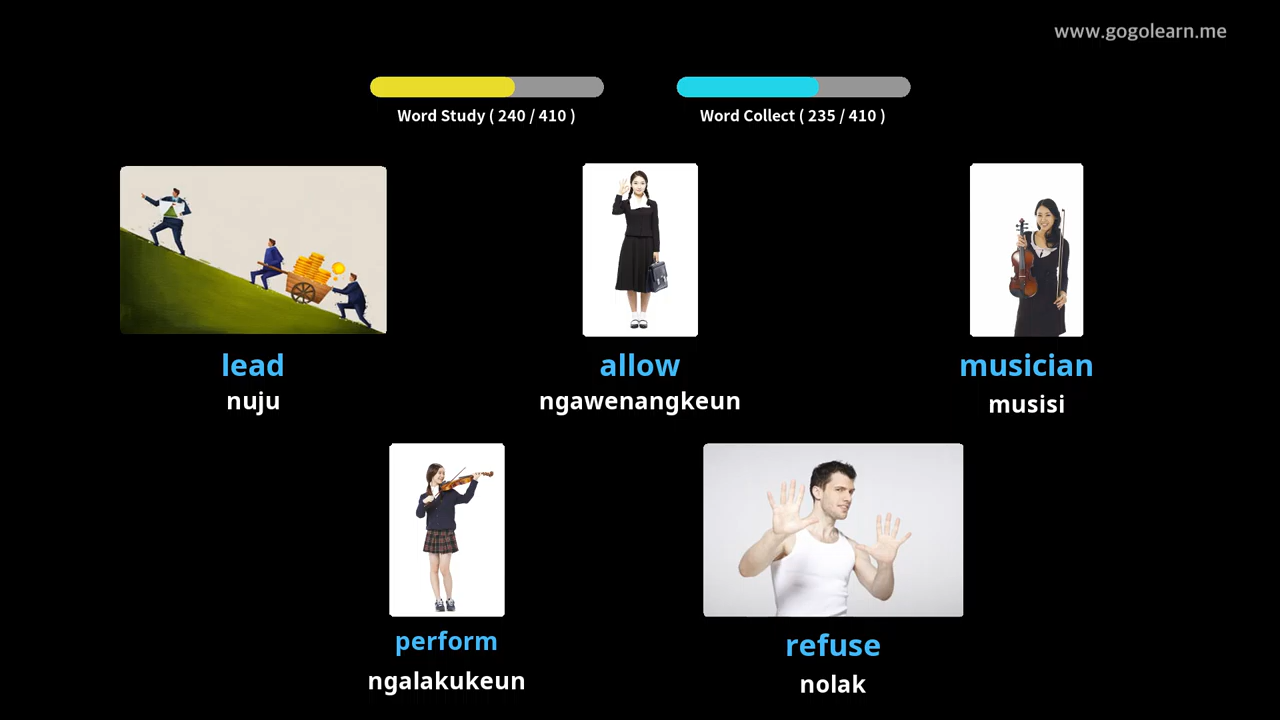 www.gogolearn.me
Word Study ( 240 / 410 )
Word Collect ( 235 / 410 )
lead
nuju
allow
ngawenangkeun
musician
musisi
perform
ngalakukeun
refuse
nolak